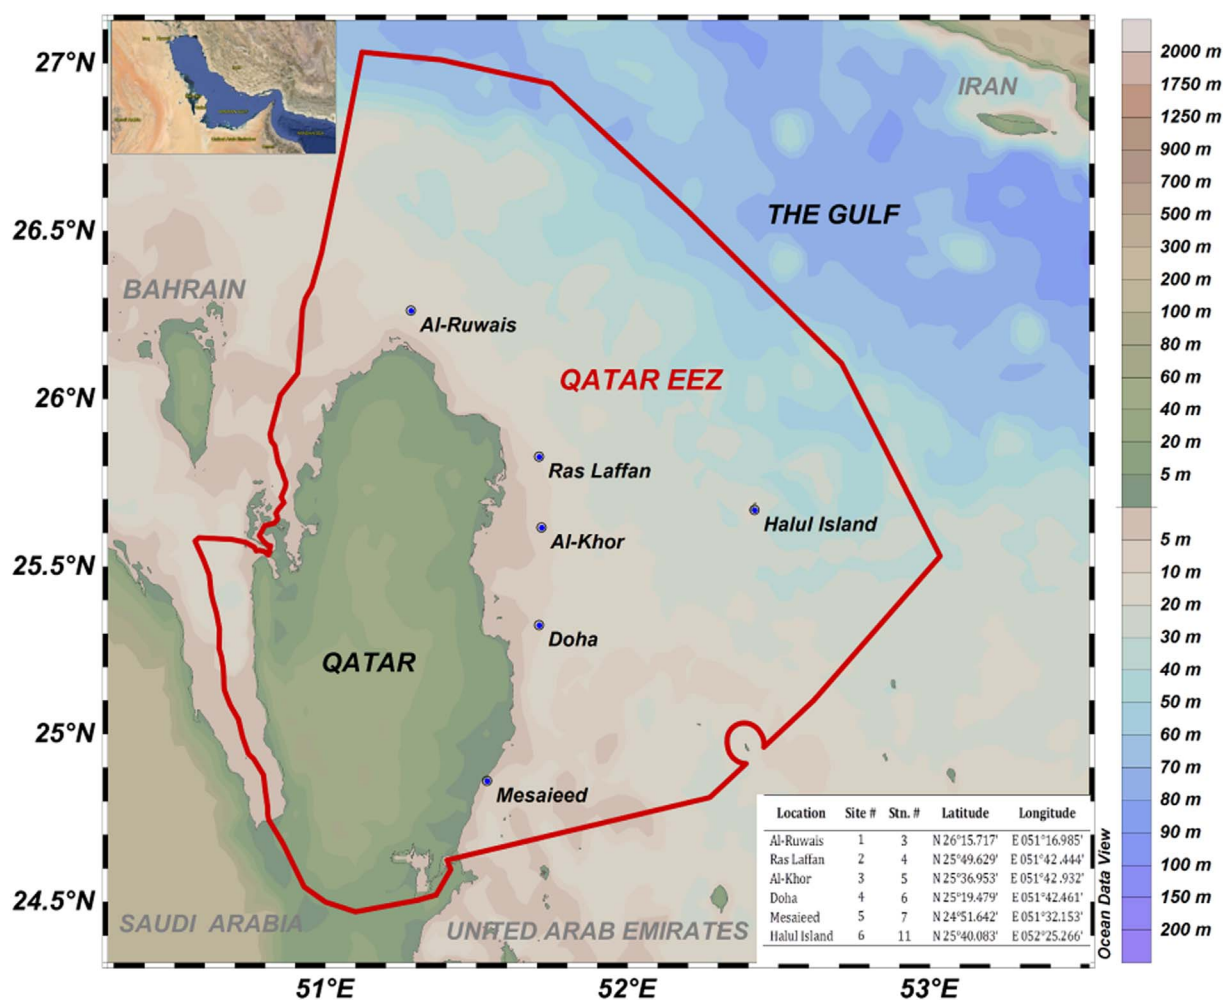 27°N
26.5°N
26°N
25.5°N
25°N
24.5°N
51°E
52°E
53°E
IRAN
THE GULF
BAHRAIN
Al-Ruwais
QATAR EEZ
Ras Laffan
Halul Island
Al-Khor
Doha
QATAR
Mesaieed
SAUDI ARABIA
UNITED ARAB EMIRATES
Location Site # Stn. # Latitude Longitude
Al-Ruwais 1 3 N 26°15.717' E 051°16.985'
Ras Laffan 2 4 N 25°49.629' E 051°42.444'
Al-Khor 3 5 N 25°36.953' E 051°42.932'
Doha 4 6 N 25°19.479' E 051°42.461'
Mesaieed 5 7 N 24°51.642' E 051°32.153'
Halul Island 6 11 N 25°40.083' E 052°25.266'
Ocean Data View
2000 m
1750 m
1250 m
900 m
700 m
500 m
300 m
200 m
100 m
80 m
60 m
40 m
20 m
5 m
5 m
10 m
20 m
30 m
40 m
50 m
60 m
70 m
80 m
90 m
100 m
150 m
200 m